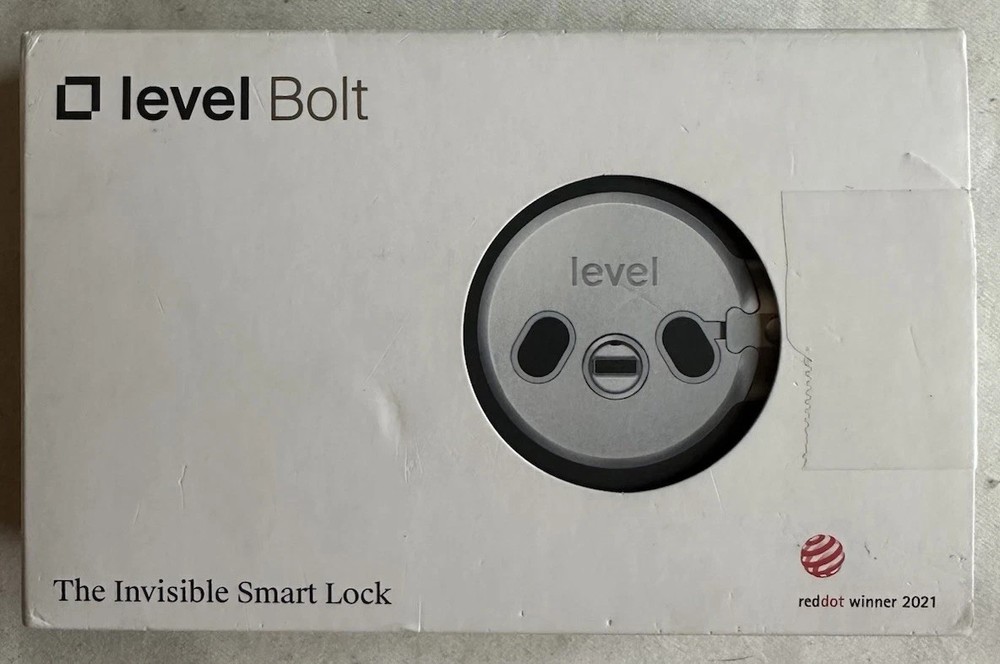 level Bolt
level
The Invisible Smart Lock
reddot winner 2021